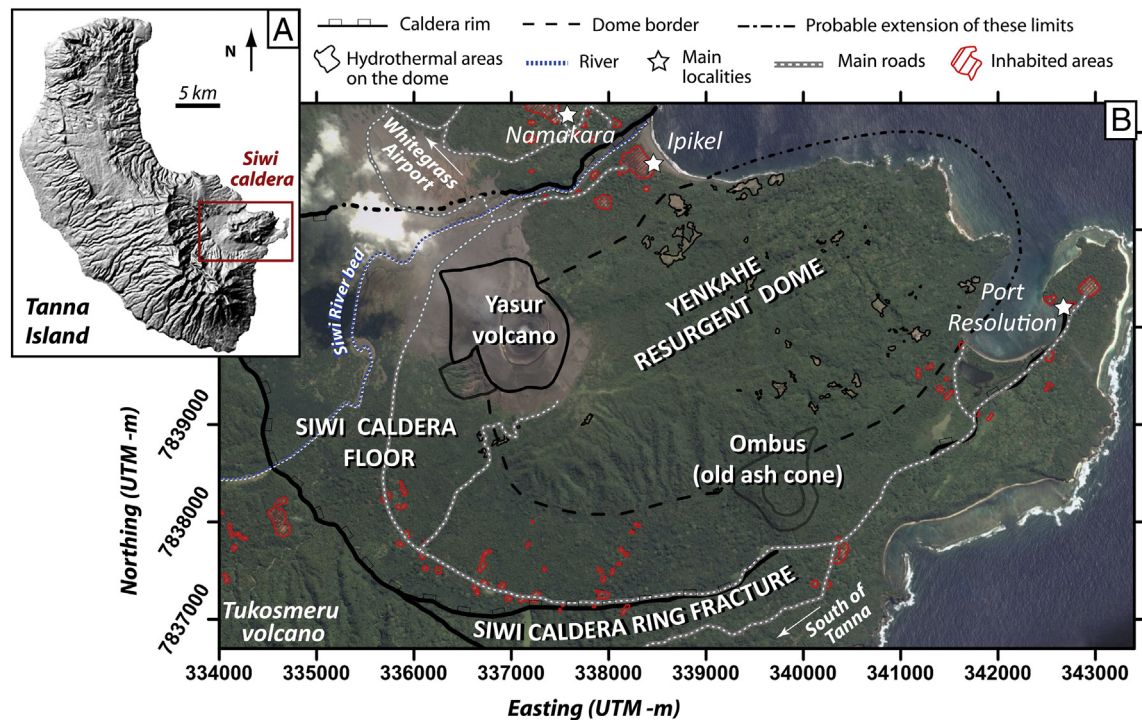 A
N
5 km
Siwi
caldera
Tanna
Island
Caldera rim
Dome border
Probable extension of these limits
Hydrothermal areas
on the dome
River
Main
localities
Main roads
Inhabited areas
B
Namakara
Ipikel
Whitegrass
Airport
Siwi River bed
Yasur
volcano
YENKAHE
RESURGENT DOME
Port
Resolution
SIWI CALDERA
FLOOR
Ombus
(old ash cone)
SIWI CALDERA RING FRACTURE
South of
Tanna
Tukosmeru
volcano
Northing (UTM -m)
7839000
7838000
7837000
334000
335000
336000
337000
338000
339000
340000
341000
342000
343000
Easting (UTM -m)